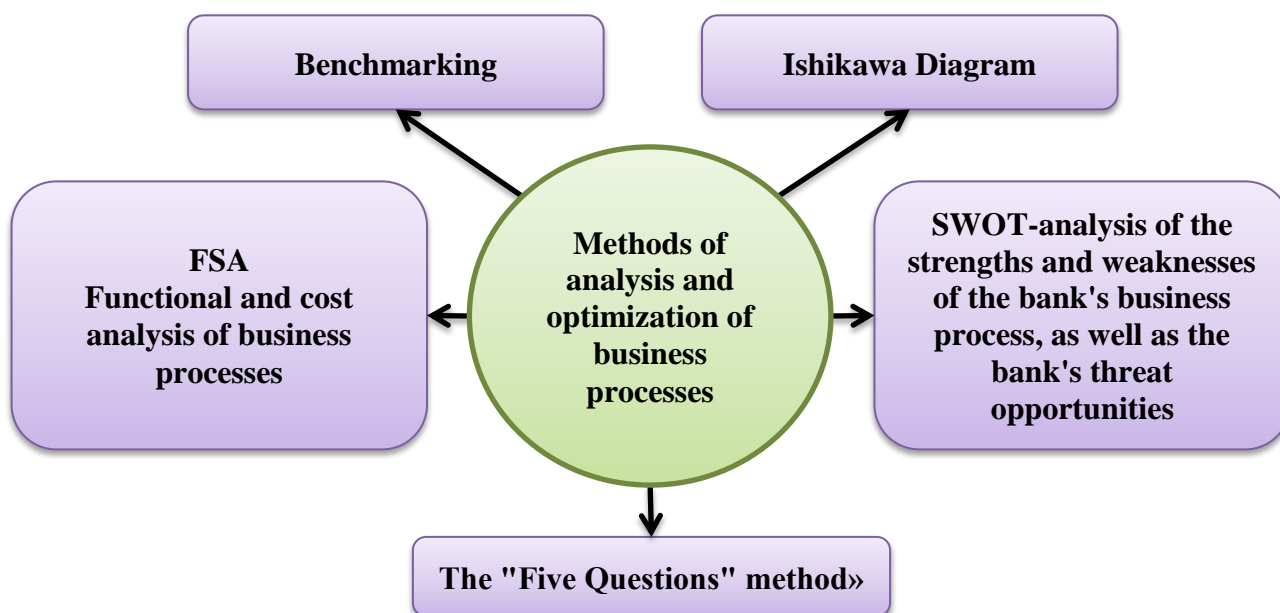 Benchmarking
Ishikawa Diagram
FSA
Functional and cost
analysis of business
processes
Methods of
analysis and
optimization of
business
processes
SWOT-analysis of the
strengths and weaknesses
of the bank's business
process, as well as the
bank's threat
opportunities
The "Five Questions" method»